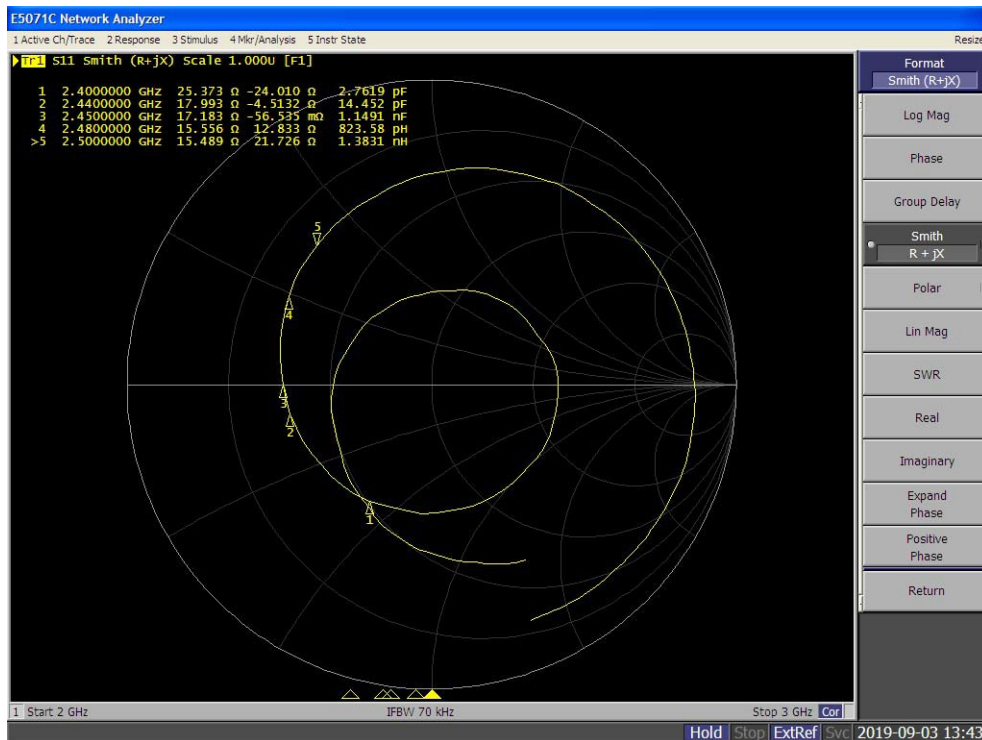 E5071C Network Analyzer
1 Active Ch/Trace 2 Response 3 Stimulus 4 Mkr/Analysis 5 Instr State
Resize
Tr1 S11 Smith (R+jX) Scale 1.000U [F1]
1 2.4000000 GHz 25.373 Ω -24.010 Ω 2.7619 pF
2 2.4400000 GHz 17.993 Ω -4.5132 Ω 14.452 pF
3 2.4500000 GHz 17.183 Ω -56.535 mΩ 1.1491 nF
4 2.4800000 GHz 15.556 Ω 12.833 Ω 823.58 pH
>5 2.5000000 GHz 15.489 Ω 21.726 Ω 1.3831 nH
5
4
3
2
1
Format
Smith (R+jX)
Log Mag
Phase
Group Delay
Smith
R + jX
Polar
Lin Mag
SWR
Real
Imaginary
Expand
Phase
Positive
Phase
Return
1 Start 2 GHz IFBW 70 kHz Stop 3 GHz Cor
Hold Stop ExtRef Svc 2019-09-03 13:43